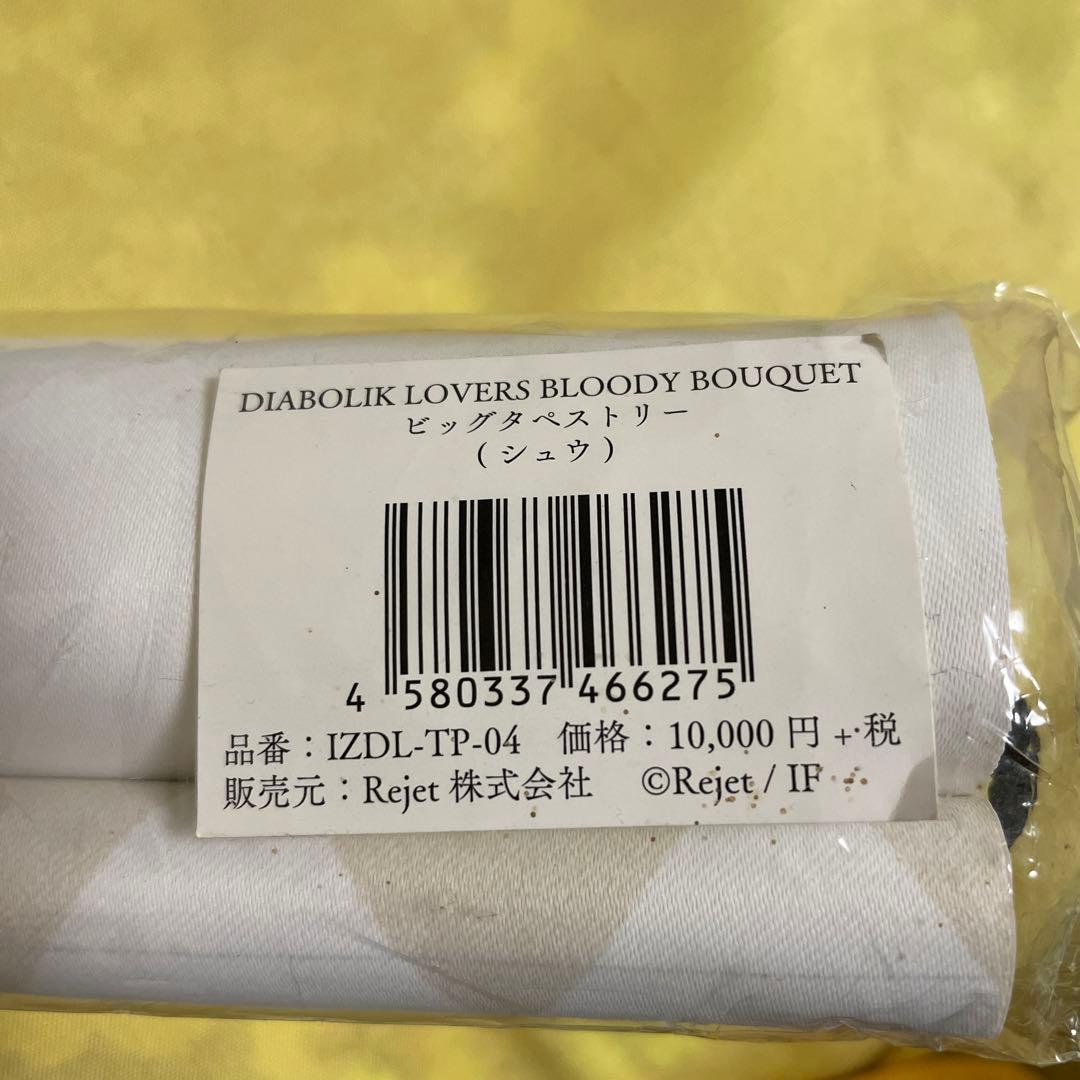 DIABOLIK LOVERS BLOODY BOUQUET
ビッグタペストリー
(シュウ)
4 580337 466275
品番：IZDL-TP-04　価格：10,000 円＋税
販売元：Rejet 株式会社　©Rejet / IF